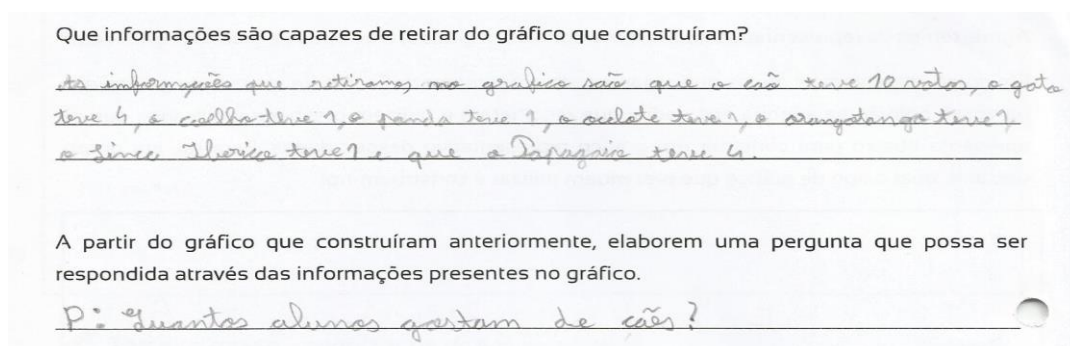 Que informações são capazes de retirar do gráfico que construíram?
As informações que retiramos no grafico são que o cão teve 10 votos, o gato
teve 4, o coelho teve 1, o panda teve 1, o ocelote teve 1, o orangotango teve 1,
o Lince Iberico teve 1 e que o Papagaio teve 4.
A partir do gráfico que construíram anteriormente, elaborem uma pergunta que possa ser
respondida através das informações presentes no gráfico.
P: Quantos alunos gostam de cães?